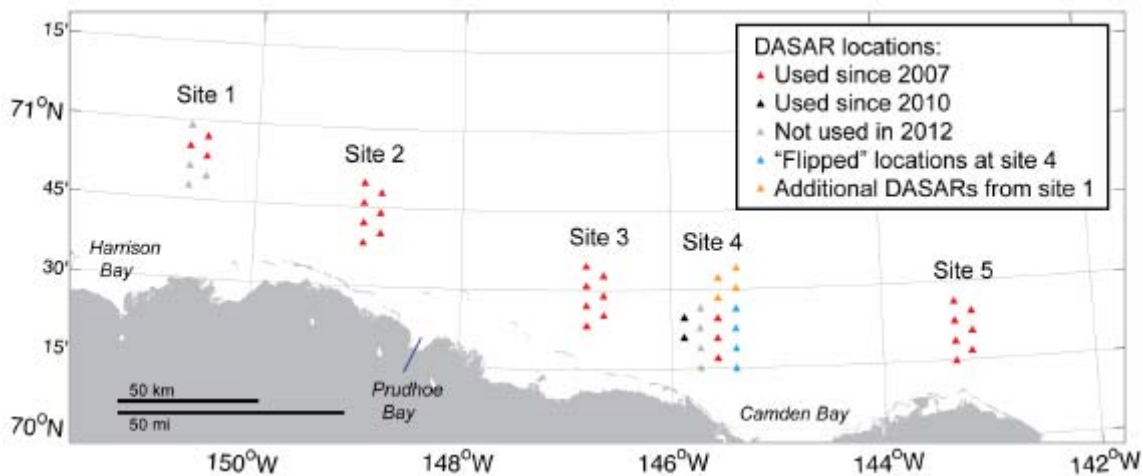 15'
71°N
45'
30'
15'
70°N
Site 1
Site 2
Site 3
Site 4
Site 5
DASAR locations:
Used since 2007
Used since 2010
Not used in 2012
“Flipped” locations at site 4
Additional DASARs from site 1
Harrison
Bay
Prudhoe
Bay
Camden Bay
50 km
50 mi
150°W
148°W
146°W
144°W
142°W